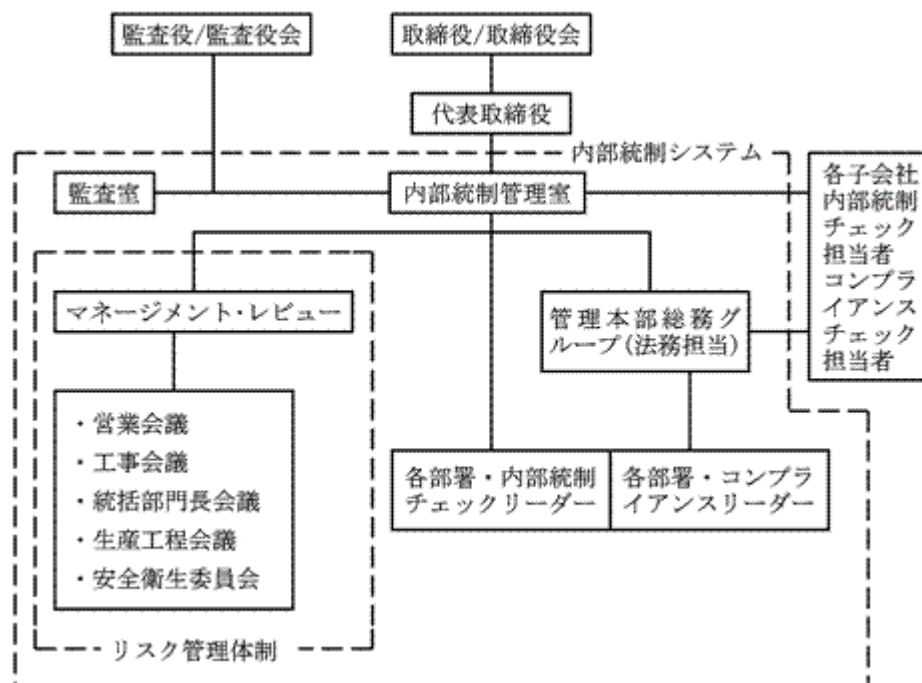 監査役/監査役会
取締役/取締役会
代表取締役
内部統制システム
監査室
内部統制管理室
各子会社
内部統制
チェック
担当者
コンプラ
イアンス
チェック
担当者
マネージメント・レビュー
管理本部総務グ
ループ(法務担当)
・営業会議
・工事会議
・統括部門長会議
・生産工程会議
・安全衛生委員会
各部署・内部統制
チェックリーダー
各部署・コンプラ
イアンスリーダー
リスク管理体制